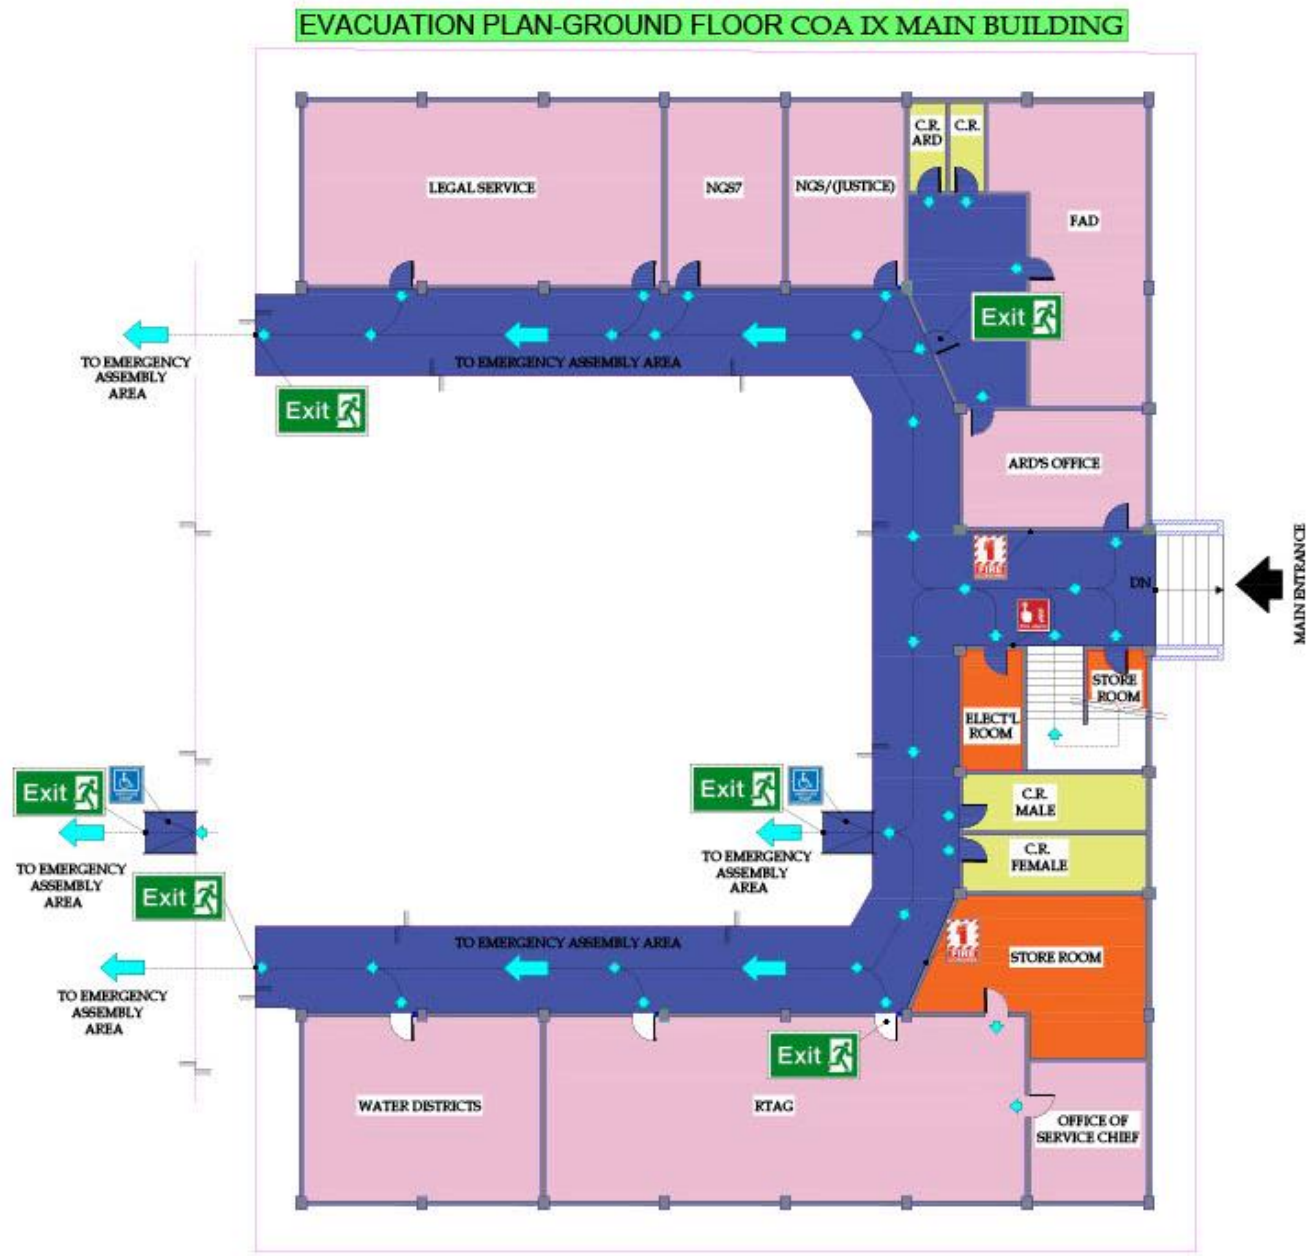 EVACUATION PLAN-GROUND FLOOR COA IX MAIN BUILDING
C.R.
ARD
C.R.
LEGAL SERVICE
NGS7
NGS/(JUSTICE)
FAD
Exit
TO EMERGENCY
ASSEMBLY
AREA
TO EMERGENCY ASSEMBLY AREA
Exit
ARD'S OFFICE
FIRE
DN
MAIN ENTRANCE
STORE
ROOM
ELECT'L
ROOM
Exit
Exit
C.R.
MALE
TO EMERGENCY
ASSEMBLY
AREA
TO EMERGENCY
ASSEMBLY
AREA
C.R.
FEMALE
Exit
TO EMERGENCY ASSEMBLY AREA
FIRE
STORE ROOM
TO EMERGENCY
ASSEMBLY
AREA
Exit
WATER DISTRICTS
RTAG
OFFICE OF
SERVICE CHIEF